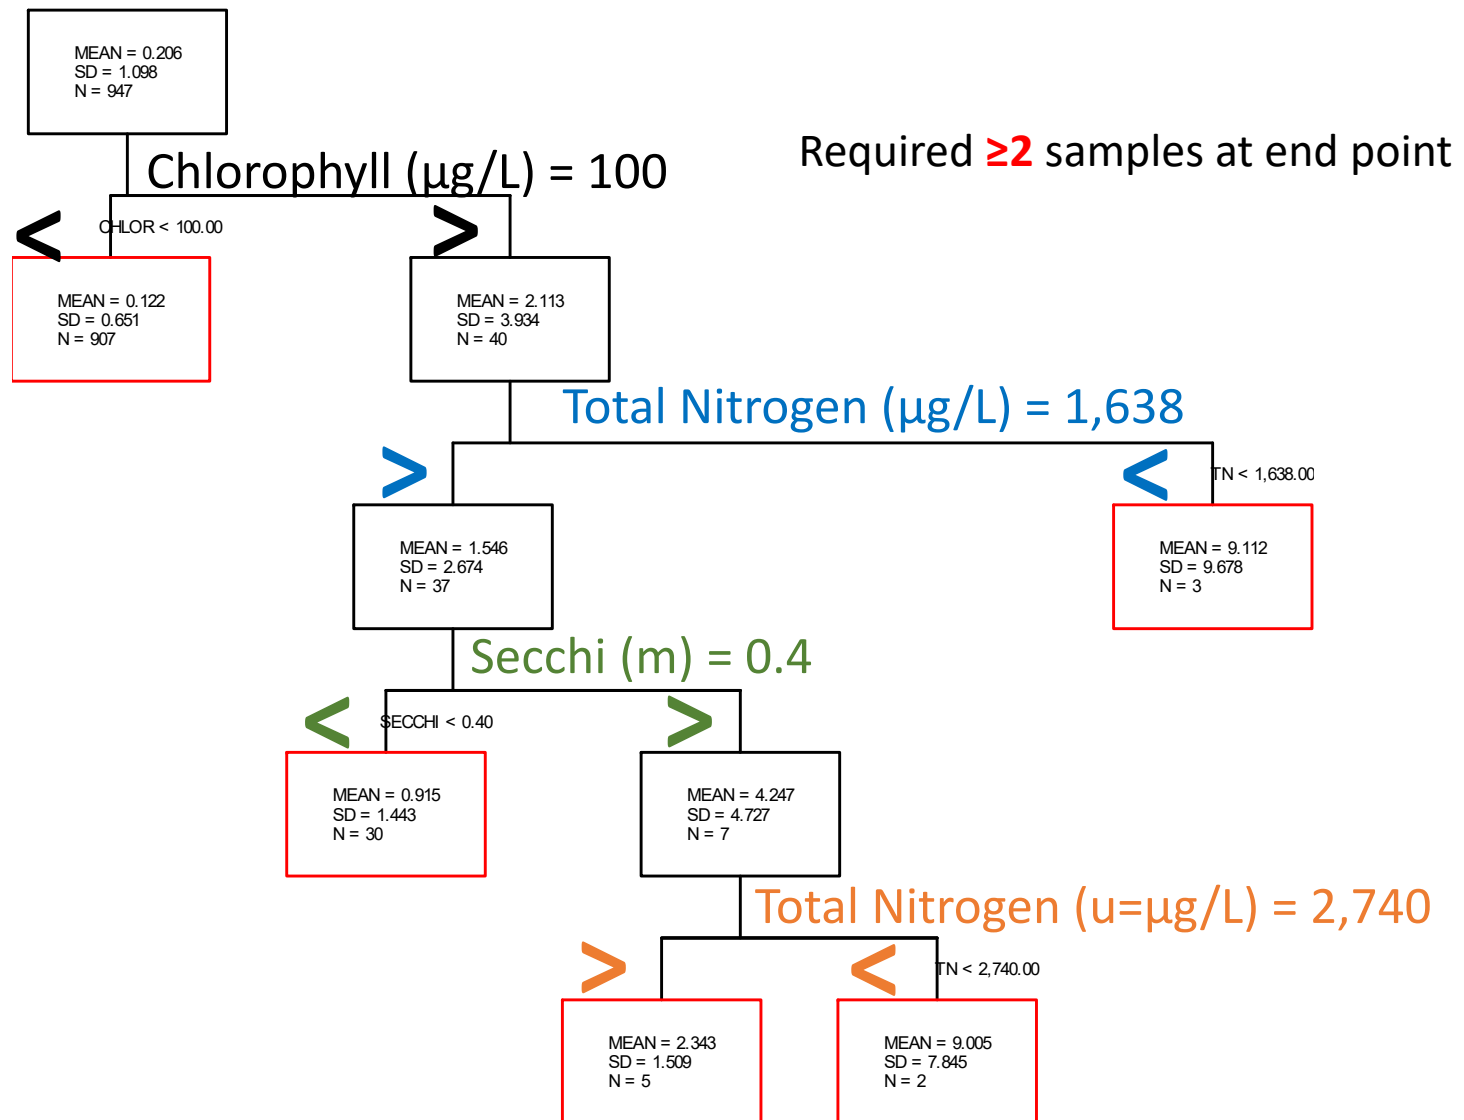 MEAN = 0.206
SD = 1.098
N = 947
Chlorophyll (µg/L) = 100
Required ≥2 samples at end point
<
CHLOR < 100.00
>
MEAN = 0.122
SD = 0.651
N = 907
MEAN = 2.113
SD = 3.934
N = 40
Total Nitrogen (µg/L) = 1,638
>
<
TN < 1,638.00
MEAN = 1.546
SD = 2.674
N = 37
MEAN = 9.112
SD = 9.678
N = 3
Secchi (m) = 0.4
<
SECCHI < 0.40
>
MEAN = 0.915
SD = 1.443
N = 30
MEAN = 4.247
SD = 4.727
N = 7
Total Nitrogen (u=µg/L) = 2,740
>
<
TN < 2,740.00
MEAN = 2.343
SD = 1.509
N = 5
MEAN = 9.005
SD = 7.845
N = 2